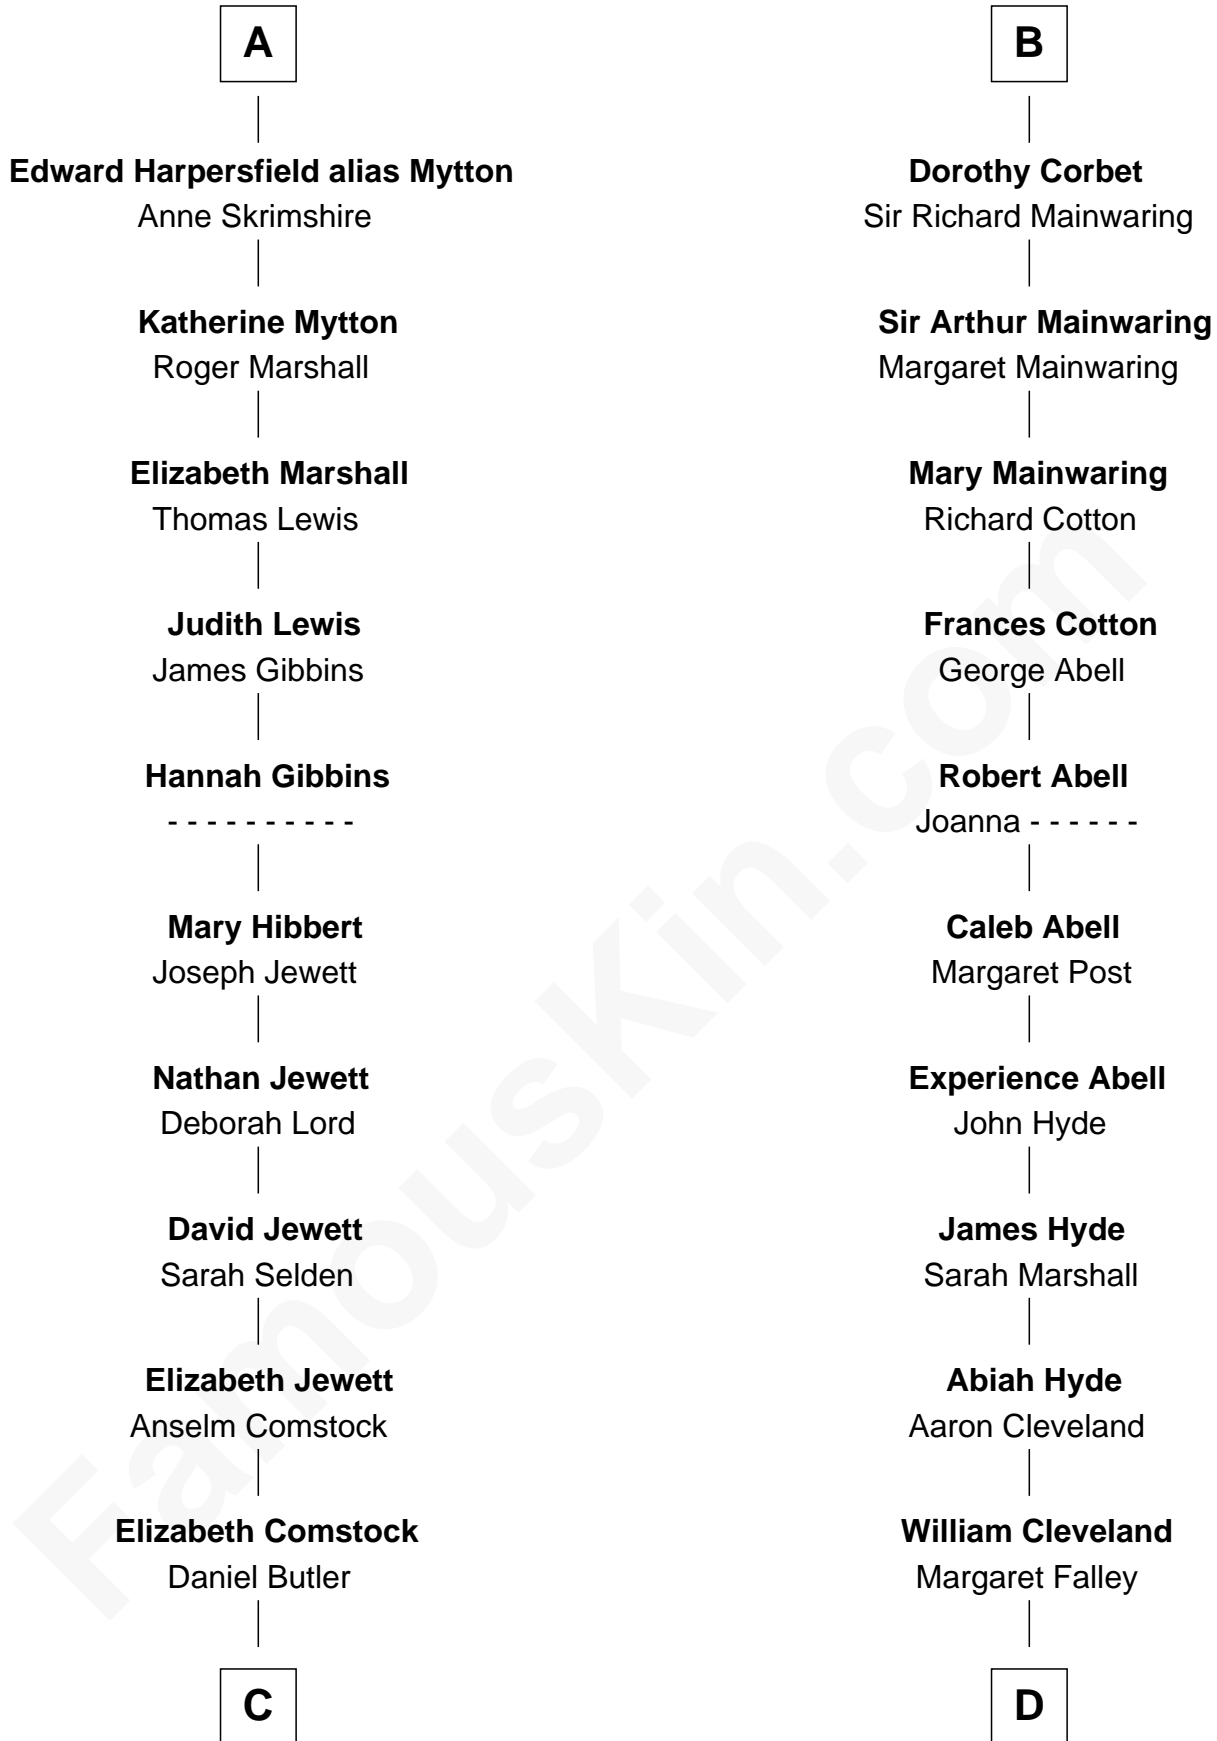 A
Edward Harpersfield alias Mytton
Anne Skrimshire
Katherine Mytton
Roger Marshall
Elizabeth Marshall
Thomas Lewis
Judith Lewis
James Gibbins
Hannah Gibbins
- - - - - - - - - -
Mary Hibbert
Joseph Jewett
Nathan Jewett
Deborah Lord
David Jewett
Sarah Selden
Elizabeth Jewett
Anselm Comstock
Elizabeth Comstock
Daniel Butler
C
B
Dorothy Corbet
Sir Richard Mainwaring
Sir Arthur Mainwaring
Margaret Mainwaring
Mary Mainwaring
Richard Cotton
Frances Cotton
George Abell
Robert Abell
Joanna - - - - - -
Caleb Abell
Margaret Post
Experience Abell
John Hyde
James Hyde
Sarah Marshall
Abiah Hyde
Aaron Cleveland
William Cleveland
Margaret Falley
D
FamousKin.com